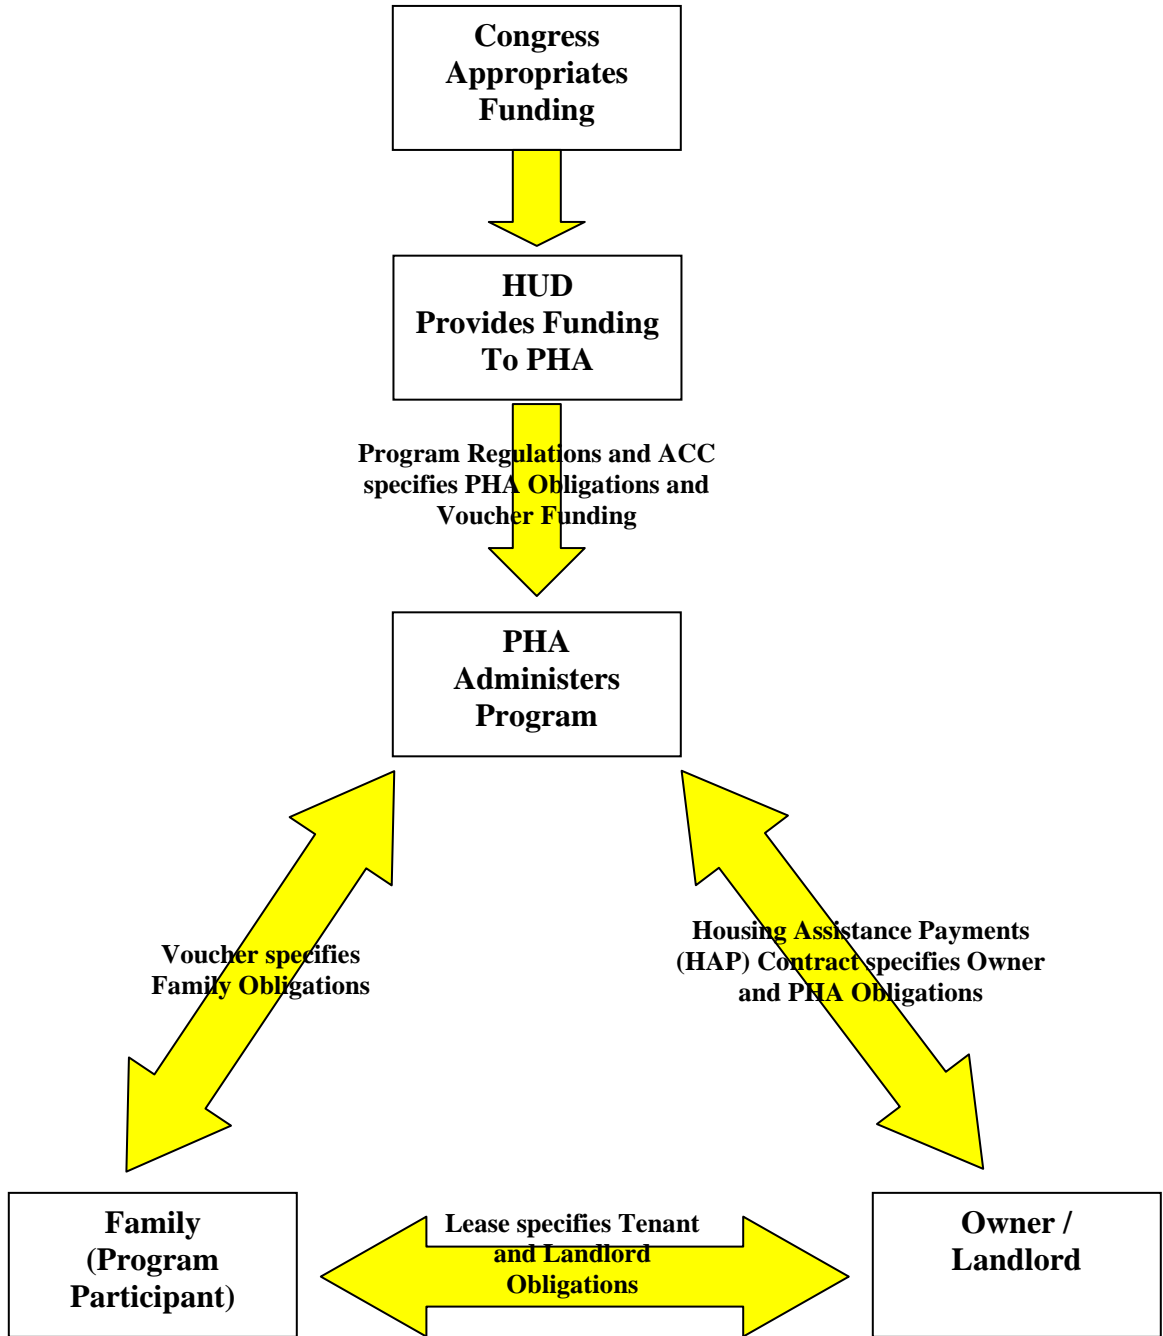 Congress
Appropriates
Funding
HUD
Provides Funding
To PHA
Program Regulations and ACC
specifies PHA Obligations and
Voucher Funding
PHA
Administers
Program
Voucher specifies
Family Obligations
Housing Assistance Payments
(HAP) Contract specifies Owner
and PHA Obligations
Family
(Program
Participant)
Lease specifies Tenant
and Landlord
Obligations
Owner /
Landlord